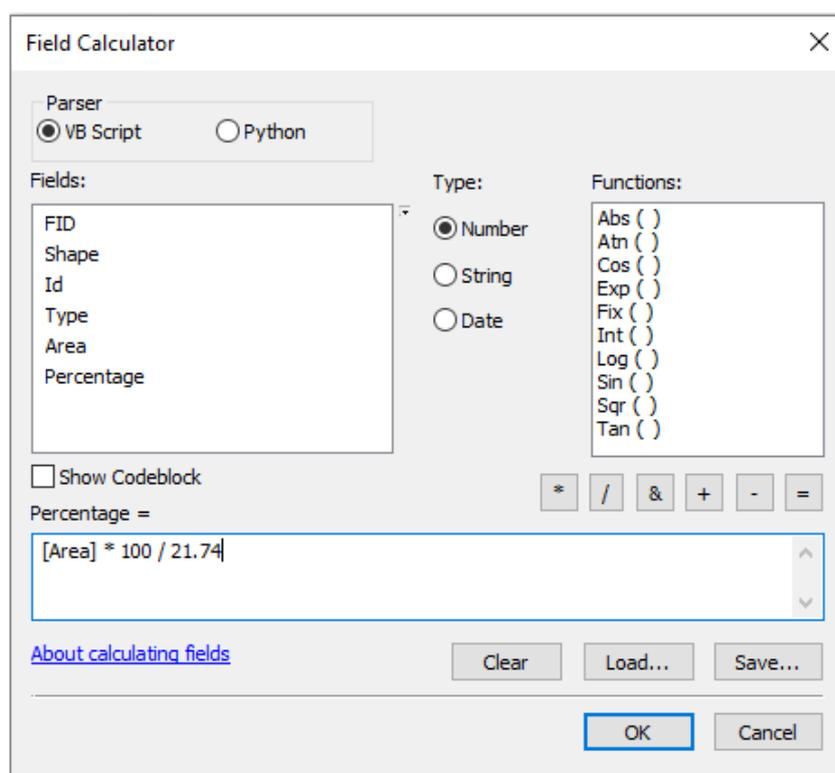 Field Calculator
Parser
VB Script
Python
Fields:
FID
Shape
Id
Type
Area
Percentage
Type:
Number
String
Date
Functions:
Abs ( )
Atn ( )
Cos ( )
Exp ( )
Fix ( )
Int ( )
Log ( )
Sin ( )
Sqr ( )
Tan ( )
Show Codeblock
* / & + - =
Percentage =
[Area] * 100 / 21.74
About calculating fields
Clear
Load...
Save...
OK
Cancel